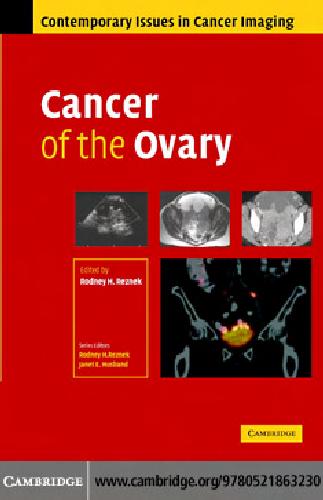 Contemporary Issues in Cancer Imaging
Cancer
of the Ovary
Edited by
Rodney H. Reznek
Series Editors
Rodney H.Reznek
Janet E. Husband
CAMBRIDGE
CAMBRIDGE www.cambridge.org/9780521863230